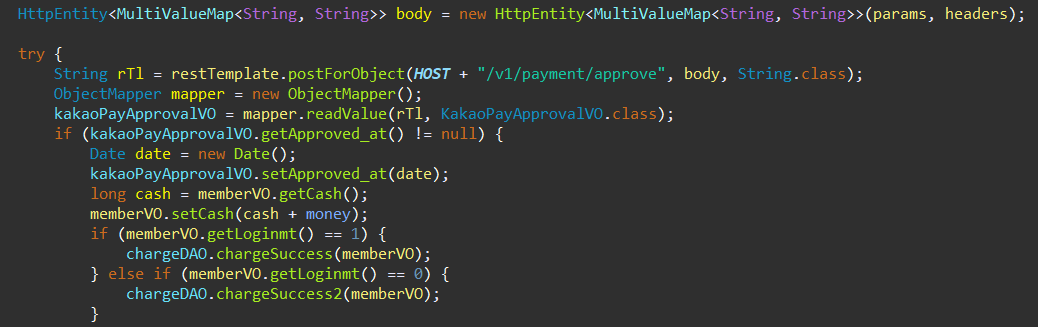 HttpEntity<MultiValueMap<String, String>> body = new HttpEntity<MultiValueMap<String, String>>(params, headers);
try {
String rTl = restTemplate.postForObject(HOST + "/v1/payment/approve", body, String.class);
ObjectMapper mapper = new ObjectMapper();
kakaoPayApprovalVO = mapper.readValue(rTl, KakaoPayApprovalVO.class);
if (kakaoPayApprovalVO.getApproved_at() != null) {
Date date = new Date();
kakaoPayApprovalVO.setApproved_at(date);
long cash = memberVO.getCash();
memberVO.setCash(cash + money);
if (memberVO.getLoginmt() == 1) {
chargeDAO.chargeSuccess(memberVO);
} else if (memberVO.getLoginmt() == 0) {
chargeDAO.chargeSuccess2(memberVO);
}